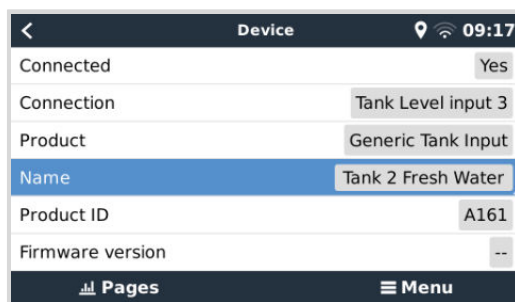 Device 09:17
Connected Yes
Connection Tank Level input 3
Product Generic Tank Input
Name Tank 2 Fresh Water
Product ID A161
Firmware version --
Pages Menu